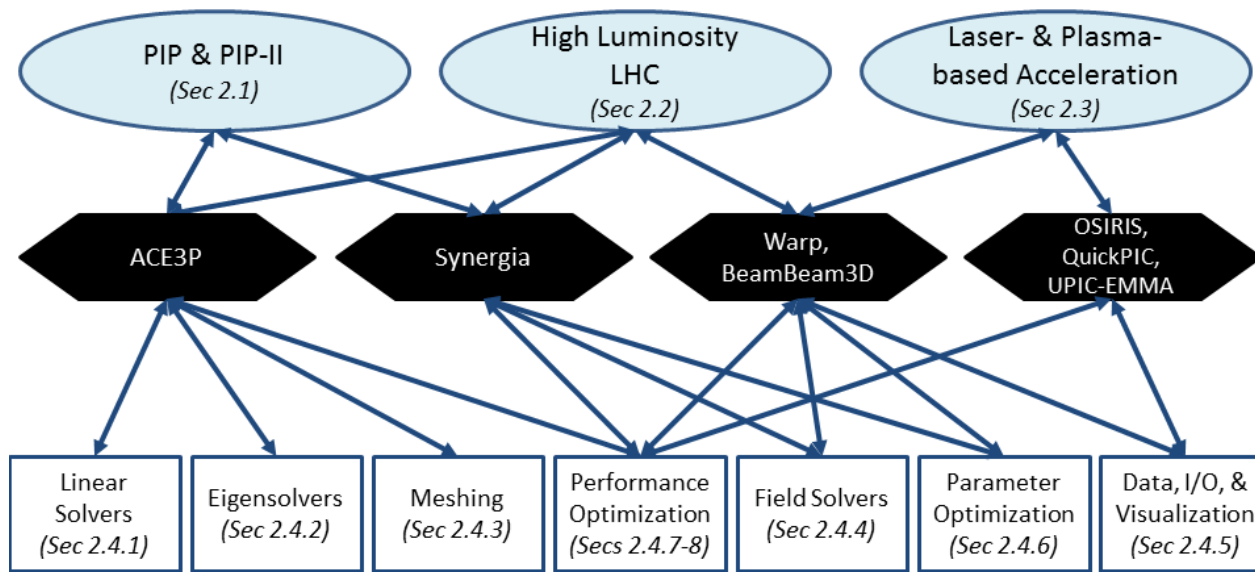 PIP & PIP-II
(Sec 2.1)
High Luminosity
LHC
(Sec 2.2)
Laser- & Plasma-
based Acceleration
(Sec 2.3)
ACE3P
Synergia
Warp,
BeamBeam3D
OSIRIS,
QuickPIC,
UPIC-EMMA
Linear
Solvers
(Sec 2.4.1)
Eigensolvers
(Sec 2.4.2)
Meshing
(Sec 2.4.3)
Performance
Optimization
(Secs 2.4.7-8)
Field Solvers
(Sec 2.4.4)
Parameter
Optimization
(Sec 2.4.6)
Data, I/O, &
Visualization
(Sec 2.4.5)